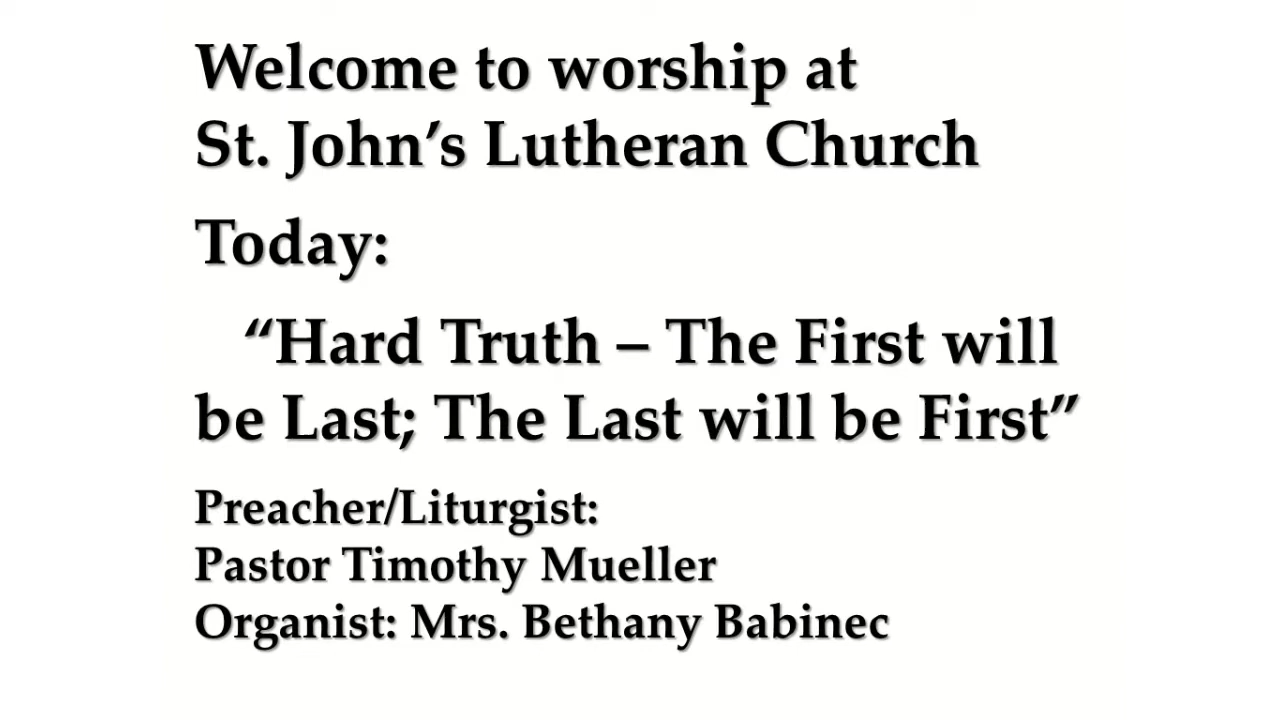 Welcome to worship at
St. John’s Lutheran Church
Today:
“Hard Truth – The First will
be Last; The Last will be First”
Preacher/Liturgist:
Pastor Timothy Mueller
Organist: Mrs. Bethany Babinec